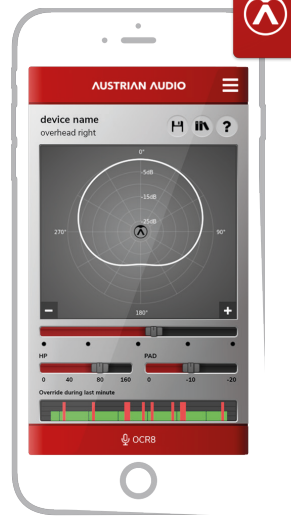 AUSTRIAN AUDIO
device name
overhead right
?
0°
-5dB
-15dB
-25dB
270°
90°
180°
- +
HP PAD
0 40 80 160 0 -10 -20
Override during last minute
OCR8